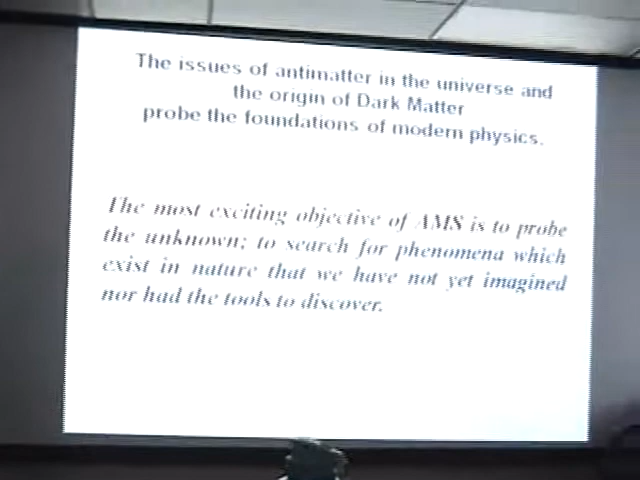 The issues of antimatter in the universe and
the origin of Dark Matter
probe the foundations of modern physics.
The most exciting objective of AMS is to probe
the unknown; to search for phenomena which
exist in nature that we have not yet imagined
nor had the tools to discover.